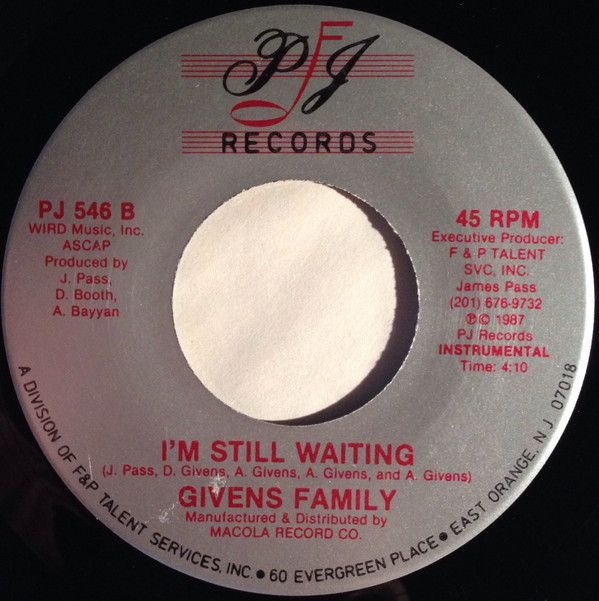 PJ
RECORDS
PJ 546 B
WIRD Music, Inc.
ASCAP
Produced by
J. Pass,
D. Booth,
A. Bayyan
45 RPM
Executive Producer:
F & P TALENT
SVC, INC.
James Pass
(201) 676-9732
℗© 1987
PJ Records
INSTRUMENTAL
Time: 4:10
I'M STILL WAITING
(J. Pass, D. Givens, A. Givens, A. Givens, and A. Givens)
GIVENS FAMILY
Manufactured & Distributed by
MACOLA RECORD CO.
A DIVISION OF F&P TALENT SERVICES, INC. • 60 EVERGREEN PLACE • EAST ORANGE, NJ 07018